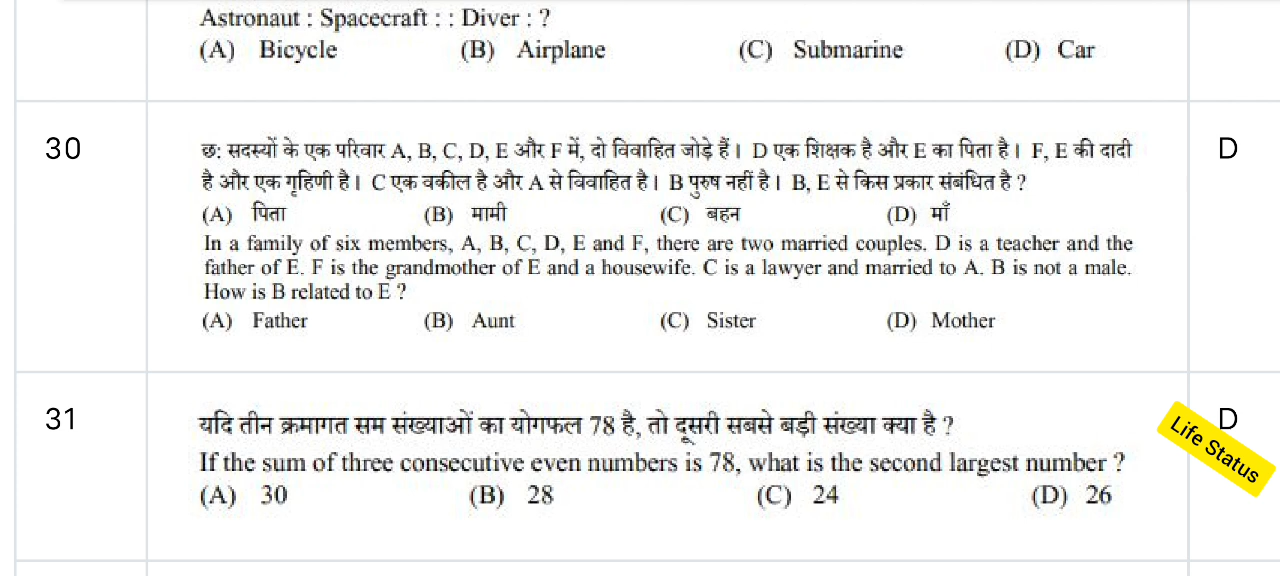 Astronaut : Spacecraft : : Diver : ?
(A) Bicycle (B) Airplane (C) Submarine (D) Car
30
छ: सदस्यों के एक परिवार A, B, C, D, E और F में, दो विवाहित जोड़े हैं। D एक शिक्षक है और E का पिता है। F, E की दादी
है और एक गृहिणी है। C एक वकील है और A से विवाहित है। B पुरुष नहीं है। B, E से किस प्रकार संबंधित है ?
(A) पिता (B) मामी (C) बहन (D) माँ
In a family of six members, A, B, C, D, E and F, there are two married couples. D is a teacher and the
father of E. F is the grandmother of E and a housewife. C is a lawyer and married to A. B is not a male.
How is B related to E ?
(A) Father (B) Aunt (C) Sister (D) Mother
D
31
यदि तीन क्रमागत सम संख्याओं का योगफल 78 है, तो दूसरी सबसे बड़ी संख्या क्या है ?
If the sum of three consecutive even numbers is 78, what is the second largest number ?
(A) 30 (B) 28 (C) 24 (D) 26
D
Life Status